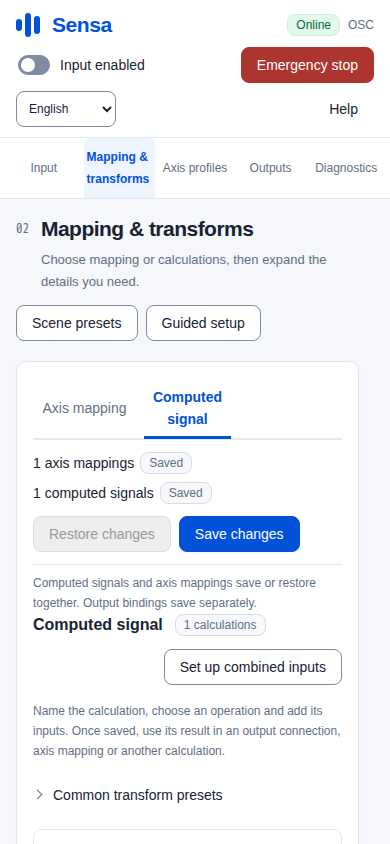 Sensa
Online OSC
Input enabled
Emergency stop
English
Help
Input
Mapping & transforms
Axis profiles
Outputs
Diagnostics
02 Mapping & transforms
Choose mapping or calculations, then expand the
details you need.
Scene presets
Guided setup
Axis mapping
Computed signal
1 axis mappings Saved
1 computed signals Saved
Restore changes
Save changes
Computed signals and axis mappings save or restore
together. Output bindings save separately.
Computed signal 1 calculations
Set up combined inputs
Name the calculation, choose an operation and add its
inputs. Once saved, use its result in an output connection,
axis mapping or another calculation.
Common transform presets